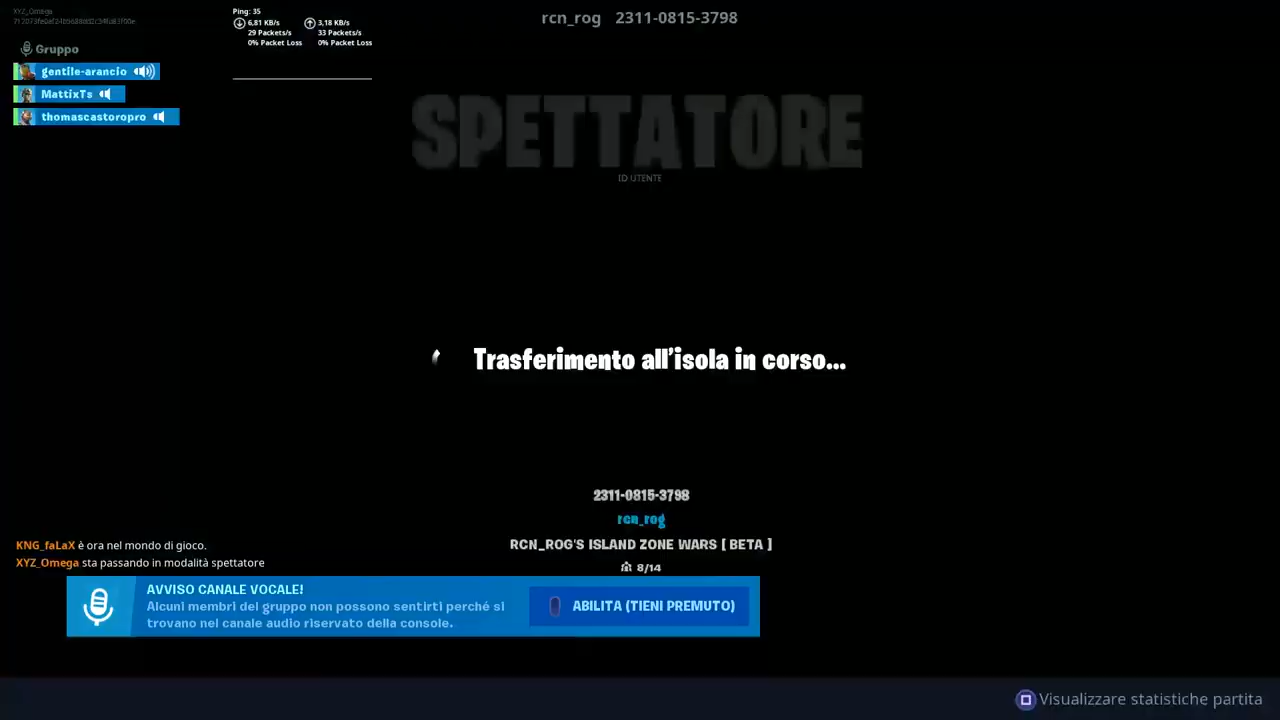 XYZ_Omega
Ping: 35
6,81 KB/s
3,18 KB/s
29 Packets/s
33 Packets/s
0% Packet Loss
0% Packet Loss
rcn_rog 2311-0815-3798
Gruppo
gentile-arancio
MattixTs
thomascastoropro
SPETTATORE
ID UTENTE
Trasferimento all'isola in corso...
2311-0815-3798
rcn_rog
RCN_ROG'S ISLAND ZONE WARS [ BETA ]
8/14
KNG_faLaX è ora nel mondo di gioco.
XYZ_Omega sta passando in modalità spettatore
AVVISO CANALE VOCALE!
Alcuni membri del gruppo non possono sentirti perché si
trovano nel canale audio riservato della console.
ABILITA (TIENI PREMUTO)
Visualizzare statistiche partita